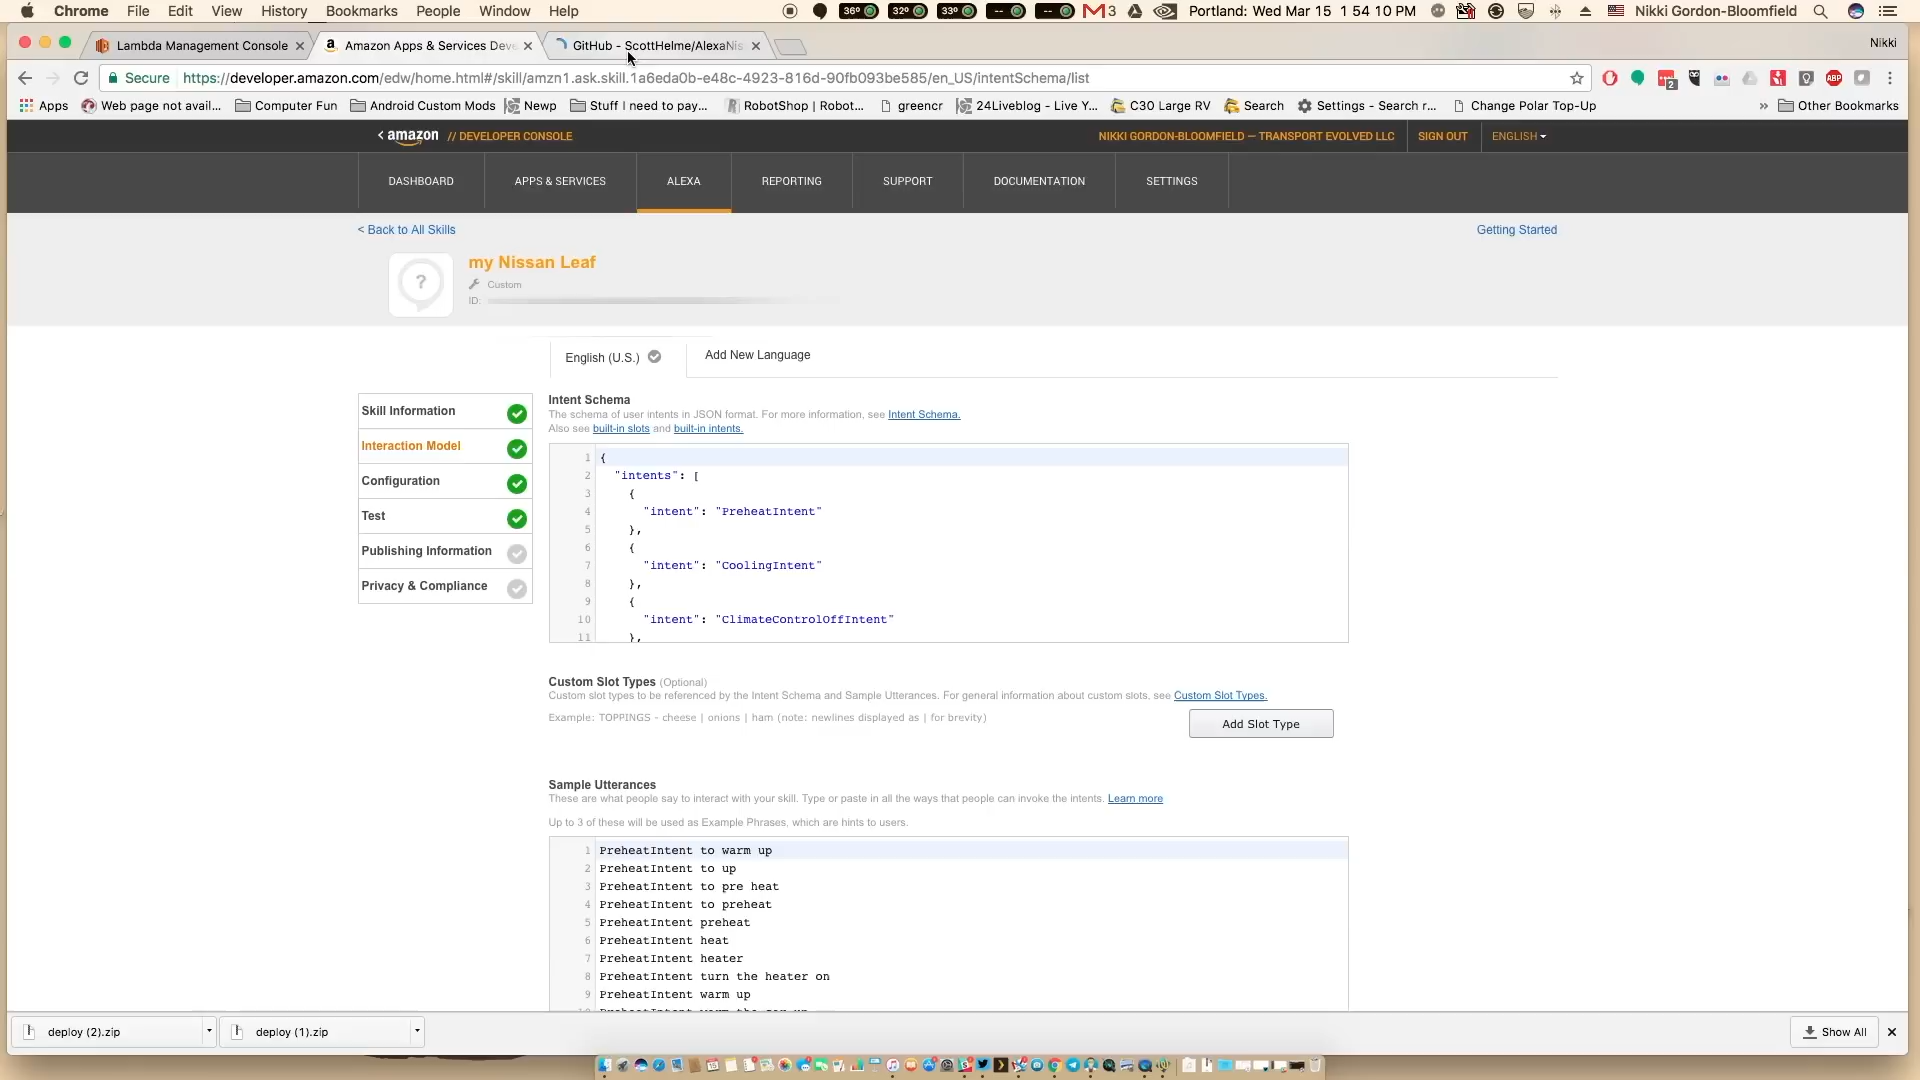 Chrome File Edit View History Bookmarks People Window Help 36º 32º 33º -- -- 3 Portland: Wed Mar 15 1 54 10 PM Nikki Gordon-Bloomfield
Lambda Management Console Amazon Apps & Services Deve GitHub - ScottHelme/AlexaNis Nikki
Secure https://developer.amazon.com/edw/home.html#/skill/amzn1.ask.skill.1a6eda0b-e48c-4923-816d-90fb093be585/en_US/intentSchema/list
Apps Web page not avail... Computer Fun Android Custom Mods Newp Stuff I need to pay... RobotShop | Robot... greencr 24Liveblog - Live Y... C30 Large RV Search Settings - Search r... Change Polar Top-Up » Other Bookmarks
< amazon // DEVELOPER CONSOLE NIKKI GORDON-BLOOMFIELD — TRANSPORT EVOLVED LLC SIGN OUT ENGLISH
DASHBOARD APPS & SERVICES ALEXA REPORTING SUPPORT DOCUMENTATION SETTINGS
< Back to All Skills Getting Started
my Nissan Leaf
Custom
ID:
English (U.S.) Add New Language
Skill Information
Interaction Model
Configuration
Test
Publishing Information
Privacy & Compliance
Intent Schema
The schema of user intents in JSON format. For more information, see Intent Schema.
Also see built-in slots and built-in intents.
1 {
2 "intents": [
3 {
4 "intent": "PreheatIntent"
5 },
6 {
7 "intent": "CoolingIntent"
8 },
9 {
10 "intent": "ClimateControlOffIntent"
11 },
Custom Slot Types (Optional)
Custom slot types to be referenced by the Intent Schema and Sample Utterances. For general information about custom slots, see Custom Slot Types.
Example: TOPPINGS - cheese | onions | ham (note: newlines displayed as | for brevity)
Add Slot Type
Sample Utterances
These are what people say to interact with your skill. Type or paste in all the ways that people can invoke the intents. Learn more
Up to 3 of these will be used as Example Phrases, which are hints to users.
1 PreheatIntent to warm up
2 PreheatIntent to up
3 PreheatIntent to pre heat
4 PreheatIntent to preheat
5 PreheatIntent preheat
6 PreheatIntent heat
7 PreheatIntent heater
8 PreheatIntent turn the heater on
9 PreheatIntent warm up
deploy (2).zip deploy (1).zip Show All